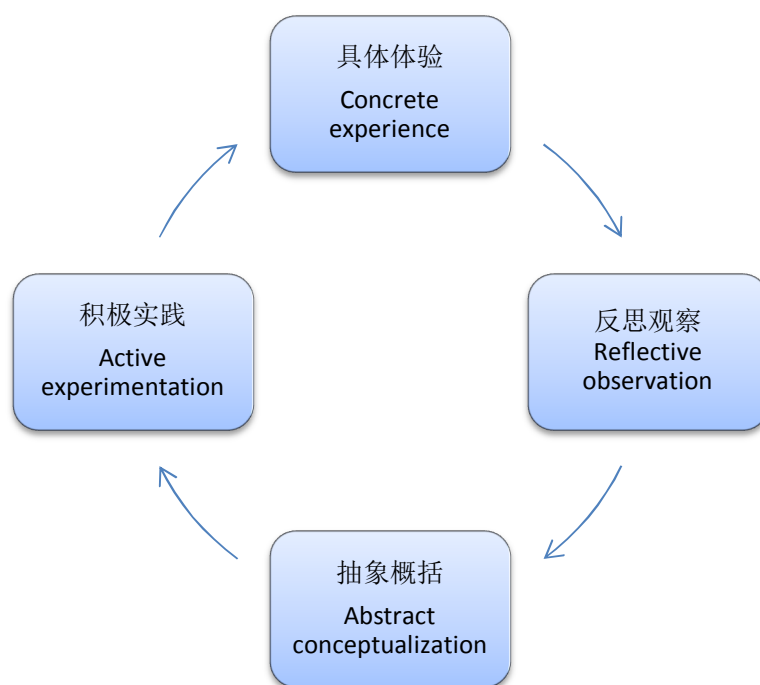 具体体验
Concrete
experience
反思观察
Reflective
observation
抽象概括
Abstract
conceptualization
积极实践
Active
experimentation